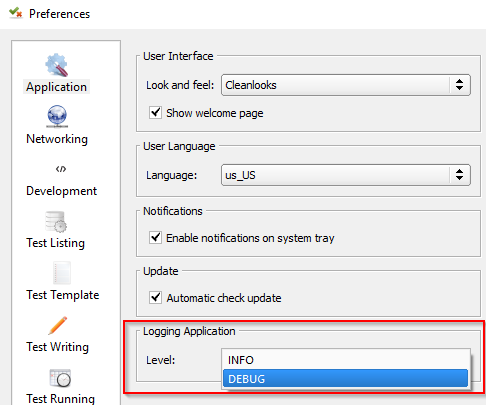 Preferences
Application
Networking
Development
Test Listing
Test Template
Test Writing
Test Running
User Interface
Look and feel: Cleanlooks
Show welcome page
User Language
Language: us_US
Notifications
Enable notifications on system tray
Update
Automatic check update
Logging Application
Level: INFO
DEBUG